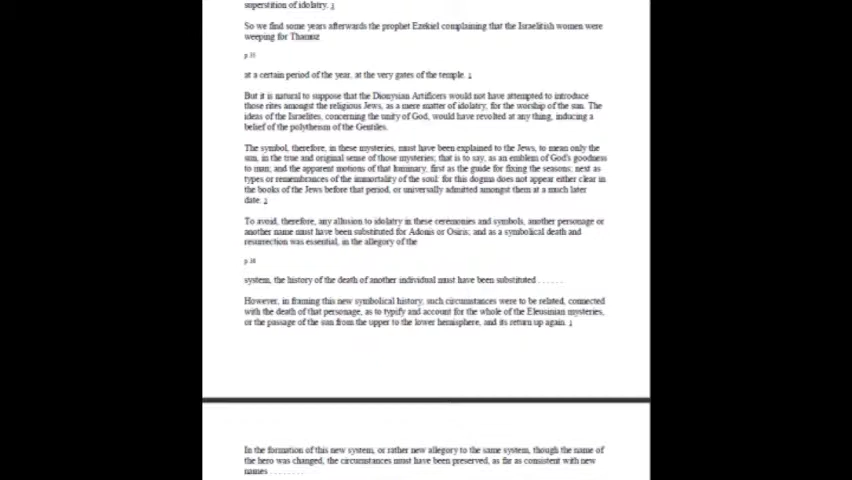 superstition of idolatry. 1
So we find some years afterwards the prophet Ezekiel complaining that the Israelitish women were
weeping for Thamuz
p 35
at a certain period of the year, at the very gates of the temple. 1
But it is natural to suppose that the Dionysian Artificers would not have attempted to introduce
those rites amongst the religious Jews, as a mere matter of idolatry, for the worship of the sun. The
ideas of the Israelites, concerning the unity of God, would have revolted at any thing, inducing a
belief of the polytheism of the Gentiles.
The symbol, therefore, in these mysteries, must have been explained to the Jews, to mean only the
sun, in the true and original sense of those mysteries; that is to say, as an emblem of God's goodness
to man; and the apparent motions of that luminary, first as the guide for fixing the seasons; next as
types or remembrances of the immortality of the soul: for this dogma does not appear either clear in
the books of the Jews before that period, or universally admitted amongst them at a much later
date. 2
To avoid, therefore, any allusion to idolatry in these ceremonies and symbols, another personage or
another name must have been substituted for Adonis or Osiris; and as a symbolical death and
resurrection was essential, in the allegory of the
p 38
system, the history of the death of another individual must have been substituted . . . . . .
However, in framing this new symbolical history, such circumstances were to be related, connected
with the death of that personage, as to typify and account for the whole of the Eleusinian mysteries,
or the passage of the sun from the upper to the lower hemisphere, and its return up again. 1
In the formation of this new system, or rather new allegory to the same system, though the name of
the hero was changed, the circumstances must have been preserved, as far as consistent with new
names . . . . . . . .